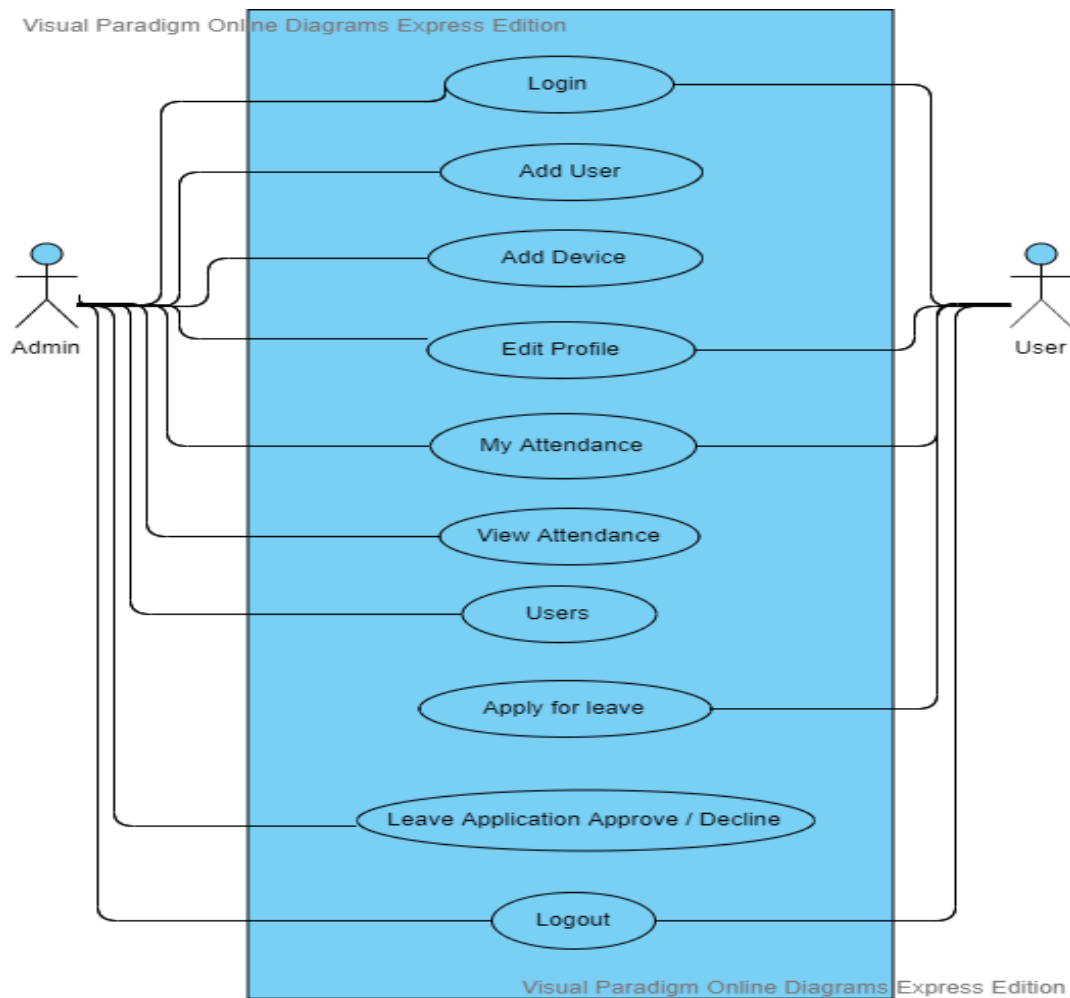 Visual Paradigm Online Diagrams Express Edition
Login
Add User
Add Device
Admin
User
Edit Profile
My Attendance
View Attendance
Users
Apply for leave
Leave Application Approve / Decline
Logout
Visual Paradigm Online Diagrams Express Edition